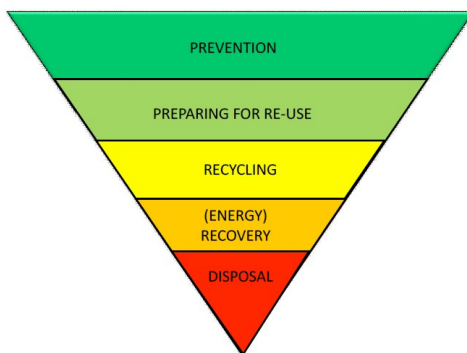 PREVENTION
PREPARING FOR RE-USE
RECYCLING
(ENERGY)
RECOVERY
DISPOSAL